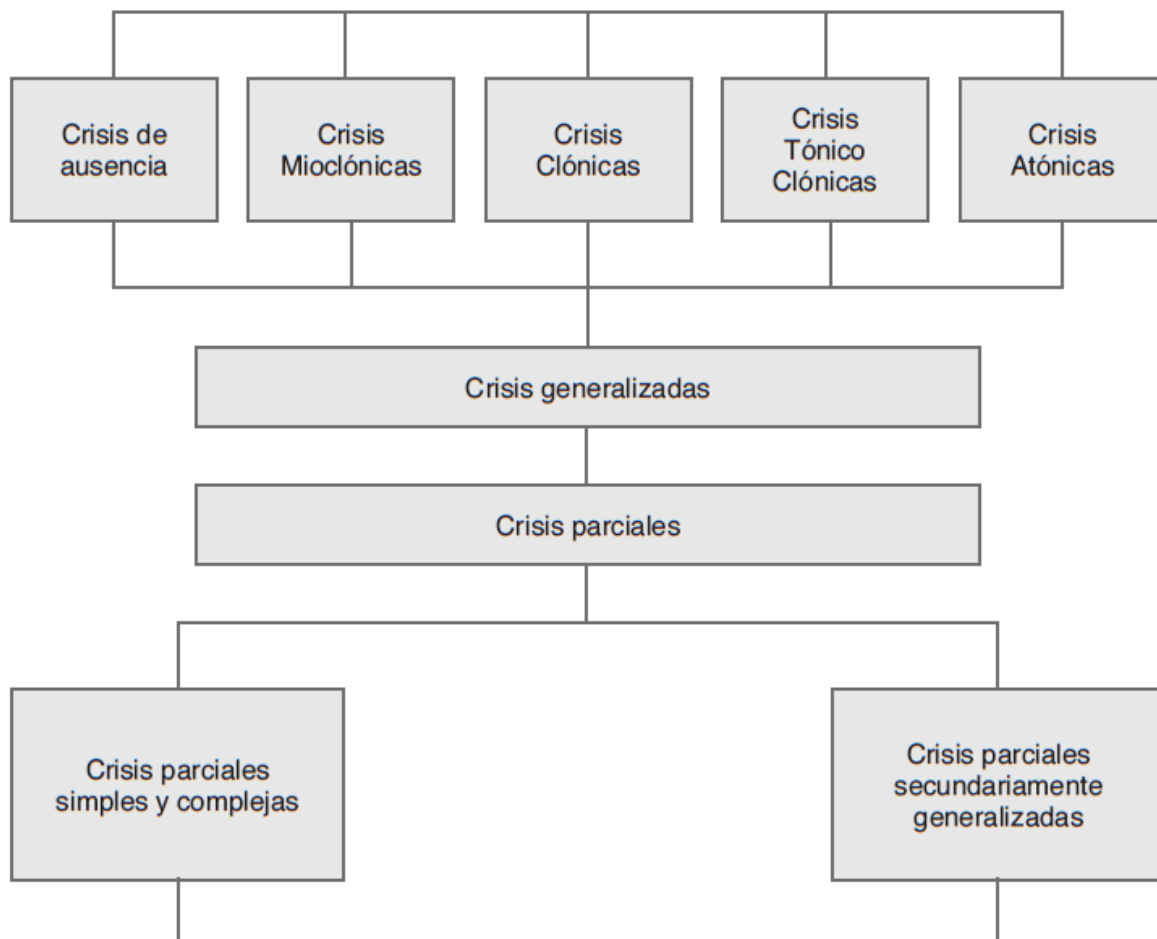 Crisis de
ausencia
Crisis
Mioclónicas
Crisis
Clónicas
Crisis
Tónico
Clónicas
Crisis
Atónicas
Crisis generalizadas
Crisis parciales
Crisis parciales
simples y complejas
Crisis parciales
secundariamente
generalizadas